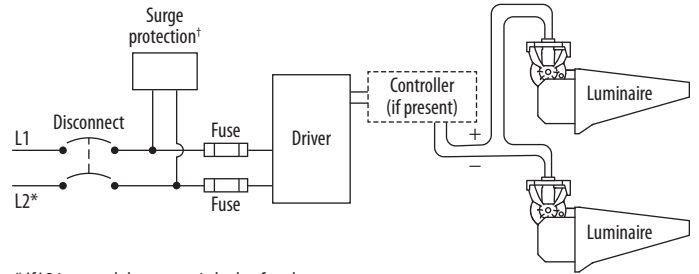 Surge
protection†
Controller
(if present)
Luminaire
Disconnect
L1
Fuse
Driver
+
−
L2*
Fuse
Luminaire